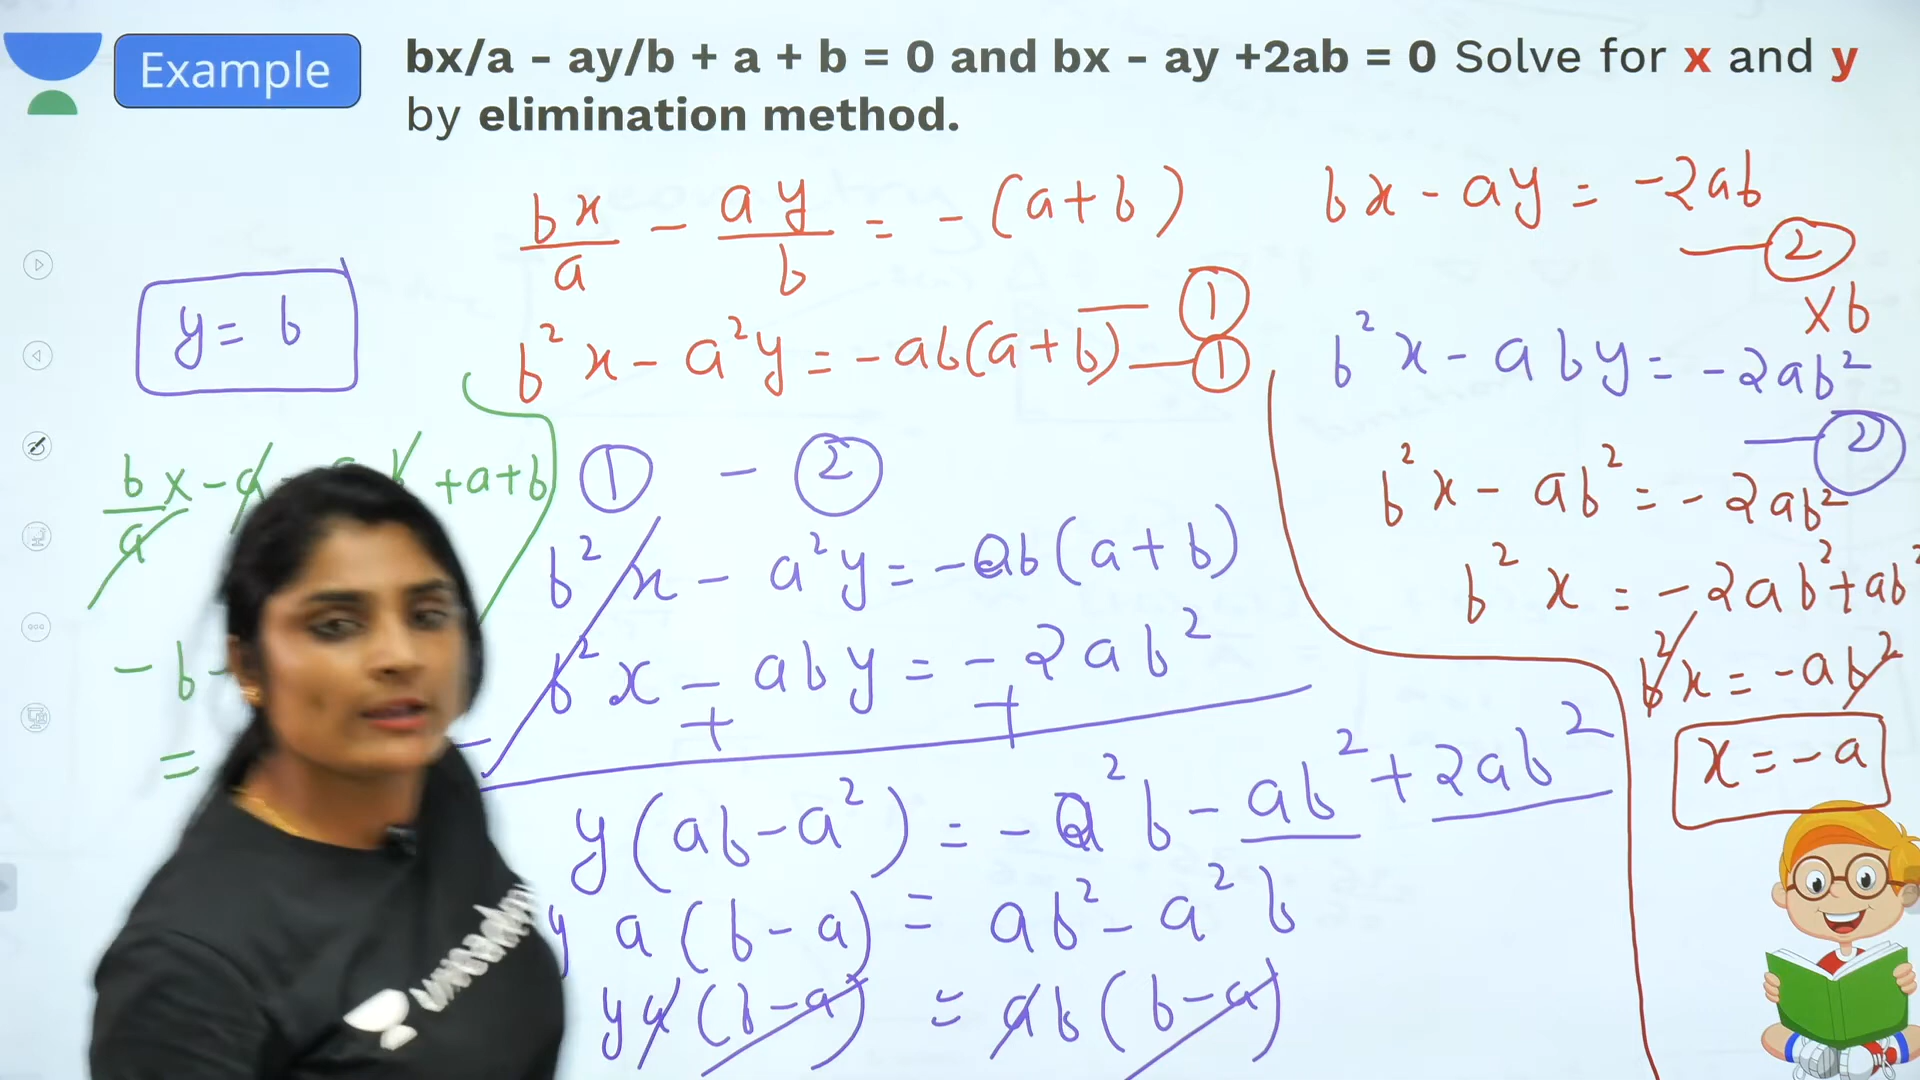 Example
bx/a - ay/b + a + b = 0 and bx - ay +2ab = 0 Solve for x and y
by elimination method.
bx/a - ay/b = - (a+b) — ①
bx - ay = -2ab — ②
×b
b²x - a²y = -ab(a+b) — ①
b²x - aby = -2ab² — ②
y = b
b/a x - a + a + b
- b
=
① - ②
b²x - a²y = -ab(a+b)
b²x - aby = -2ab²
- + +
y(ab-a²) = -a²b - ab² + 2ab²
y a(b-a) = ab² - a²b
ya(b-a) = ab(b-a)
b²x - ab² = -2ab²
b²x = -2ab² + ab²
b²x = -ab²
x = -a
unacademy